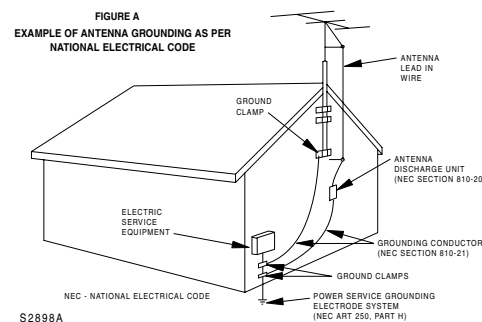 FIGURE A
EXAMPLE OF ANTENNA GROUNDING AS PER
NATIONAL ELECTRICAL CODE
ANTENNA
LEAD IN
WIRE
GROUND
CLAMP
ANTENNA
DISCHARGE UNIT
(NEC SECTION 810-20
ELECTRIC
SERVICE
EQUIPMENT
GROUNDING CONDUCTOR
(NEC SECTION 810-21)
GROUND CLAMPS
NEC - NATIONAL ELECTRICAL CODE
POWER SERVICE GROUNDING
ELECTRODE SYSTEM
(NEC ART 250, PART H)
S2898A